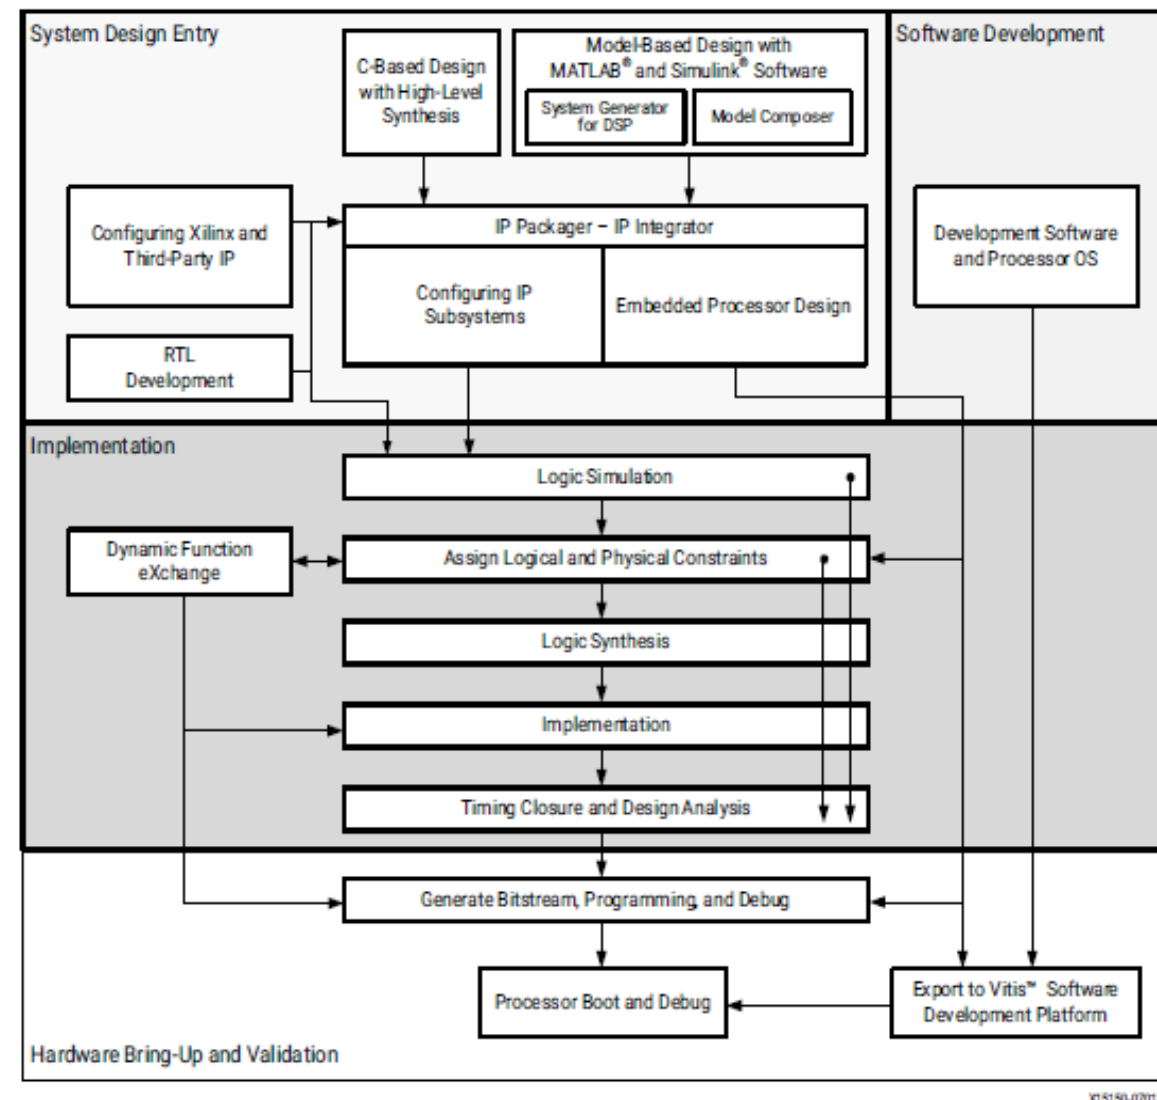 System Design Entry
C-Based Design
with High-Level
Synthesis
Model-Based Design with
MATLAB® and Simulink® Software
System Generator
for DSP
Model Composer
Software Development
Configuring Xilinx and
Third-Party IP
IP Packager – IP Integrator
Configuring IP
Subsystems
Embedded Processor Design
Development Software
and Processor OS
RTL
Development
Implementation
Logic Simulation
Dynamic Function
eXchange
Assign Logical and Physical Constraints
Logic Synthesis
Implementation
Timing Closure and Design Analysis
Generate Bitstream, Programming, and Debug
Processor Boot and Debug
Export to Vitis™ Software
Development Platform
Hardware Bring-Up and Validation